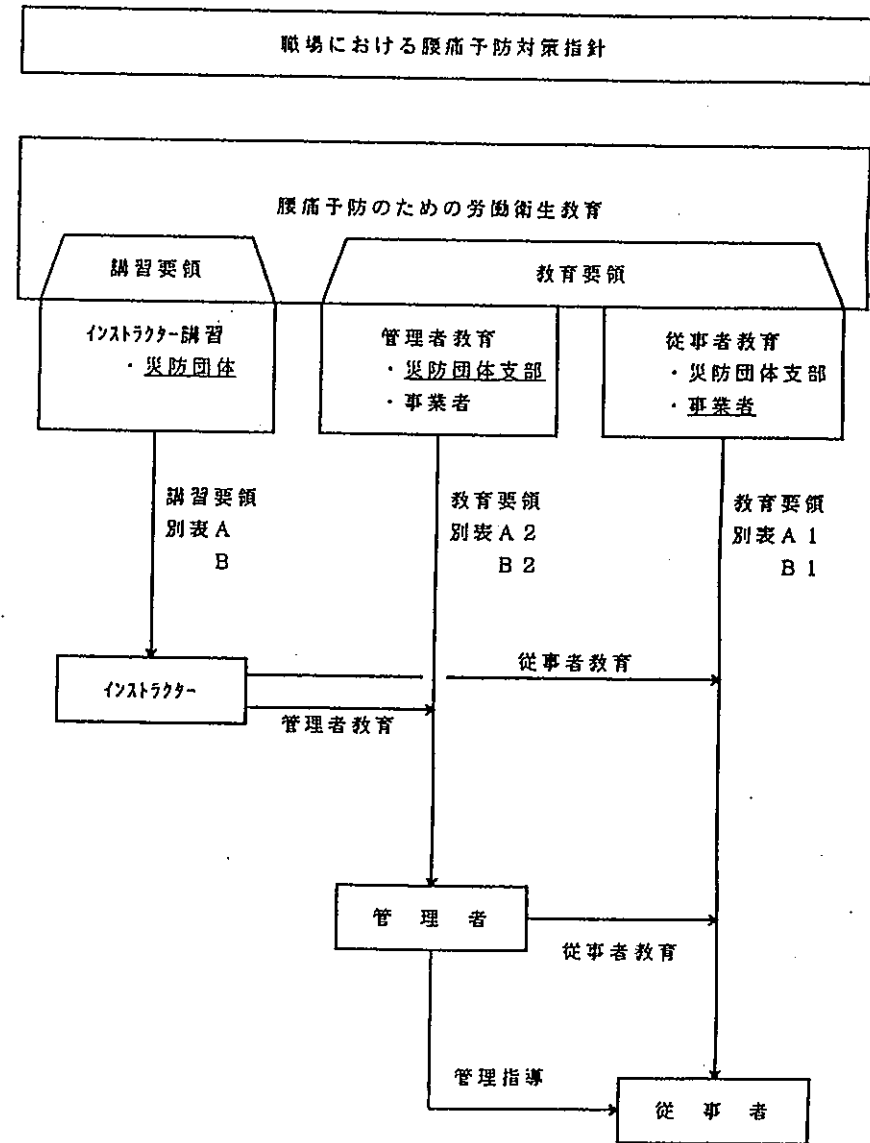 職場における腰痛予防対策指針
腰痛予防のための労働衛生教育
講習要領
教育要領
インストラクター講習
・災防団体
管理者教育
・災防団体支部
・事業者
従事者教育
・災防団体支部
・事業者
講習要領
別表A
B
教育要領
別表A2
B2
教育要領
別表A1
B1
インストラクター
従事者教育
管理者教育
管理者
従事者教育
管理指導
従事者